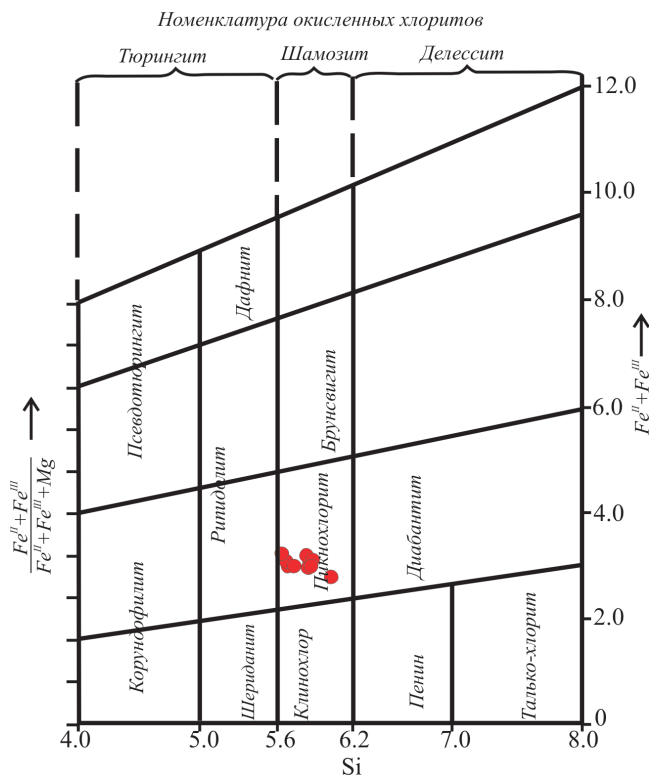 Номенклатура окисленных хлоритов
Тюрингит
Шамозит
Делессит
12.0
10.0
8.0
6.0
4.0
2.0
0
Fe^II+Fe^III
Fe^II+Fe^III
Fe^II+Fe^III+Mg
Псевдотюрингит
Дафнит
Брунсвигит
Рипидалит
Пикнохлорит
Диабантит
Корундофилит
Шериданит
Клинохлор
Пенин
Талько-хлорит
4.0
5.0
5.6
6.2
7.0
8.0
Si